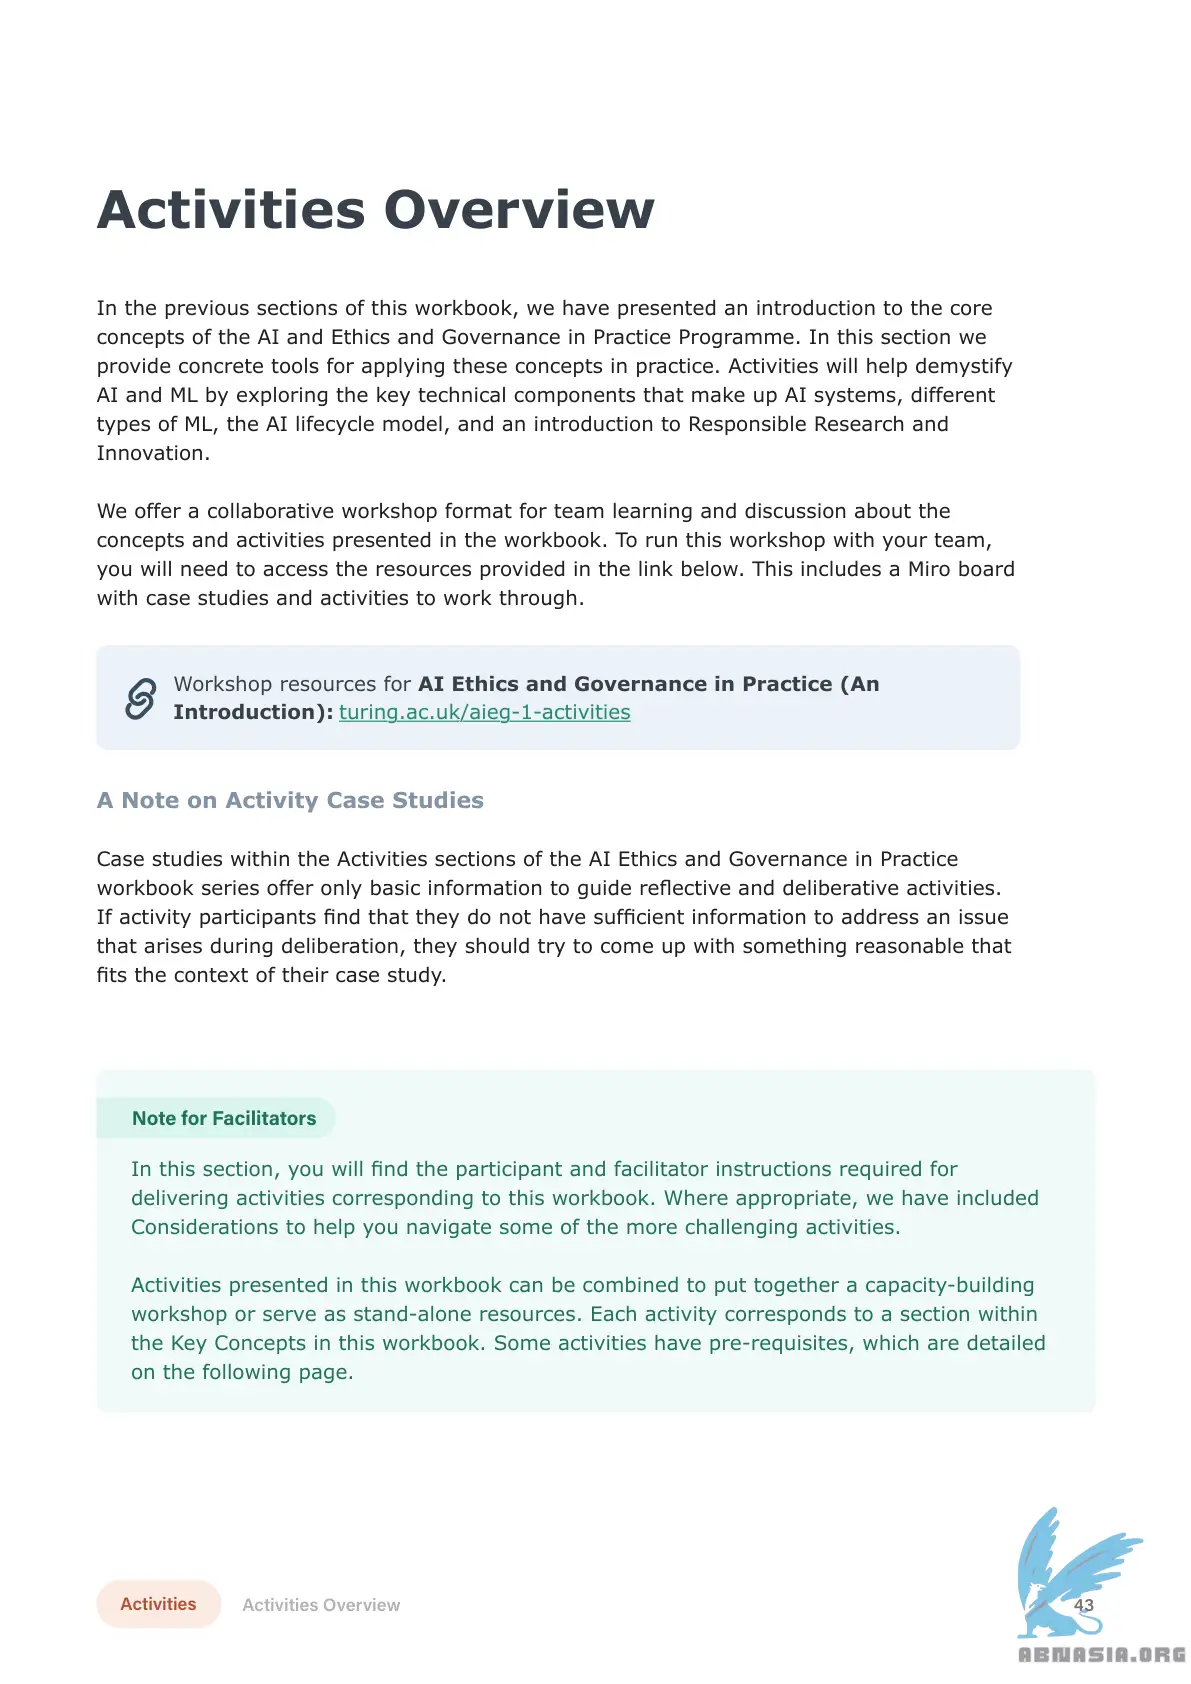 Activities Overview
In the previous sections of this workbook, we have presented an introduction to the core
concepts of the AI and Ethics and Governance in Practice Programme. In this section we
provide concrete tools for applying these concepts in practice. Activities will help demystify
AI and ML by exploring the key technical components that make up AI systems, different
types of ML, the AI lifecycle model, and an introduction to Responsible Research and
Innovation.
We offer a collaborative workshop format for team learning and discussion about the
concepts and activities presented in the workbook. To run this workshop with your team,
you will need to access the resources provided in the link below. This includes a Miro board
with case studies and activities to work through.
Workshop resources for AI Ethics and Governance in Practice (An
Introduction): turing.ac.uk/aieg-1-activities
A Note on Activity Case Studies
Case studies within the Activities sections of the AI Ethics and Governance in Practice
workbook series offer only basic information to guide reflective and deliberative activities.
If activity participants find that they do not have sufficient information to address an issue
that arises during deliberation, they should try to come up with something reasonable that
fits the context of their case study.
Note for Facilitators
In this section, you will find the participant and facilitator instructions required for
delivering activities corresponding to this workbook. Where appropriate, we have included
Considerations to help you navigate some of the more challenging activities.
Activities presented in this workbook can be combined to put together a capacity-building
workshop or serve as stand-alone resources. Each activity corresponds to a section within
the Key Concepts in this workbook. Some activities have pre-requisites, which are detailed
on the following page.
Activities
Activities Overview
43
ABNASIA.ORG